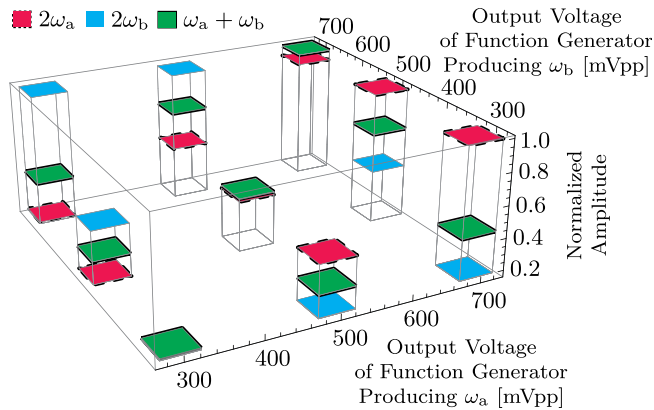 2ωa 2ωb ωa + ωb
Output Voltage
of Function Generator
Producing ωb [mVpp]
700
600
500
400
300
1.0
0.8
0.6
0.4
0.2
Normalized
Amplitude
300
400
500
600
700
Output Voltage
of Function Generator
Producing ωa [mVpp]